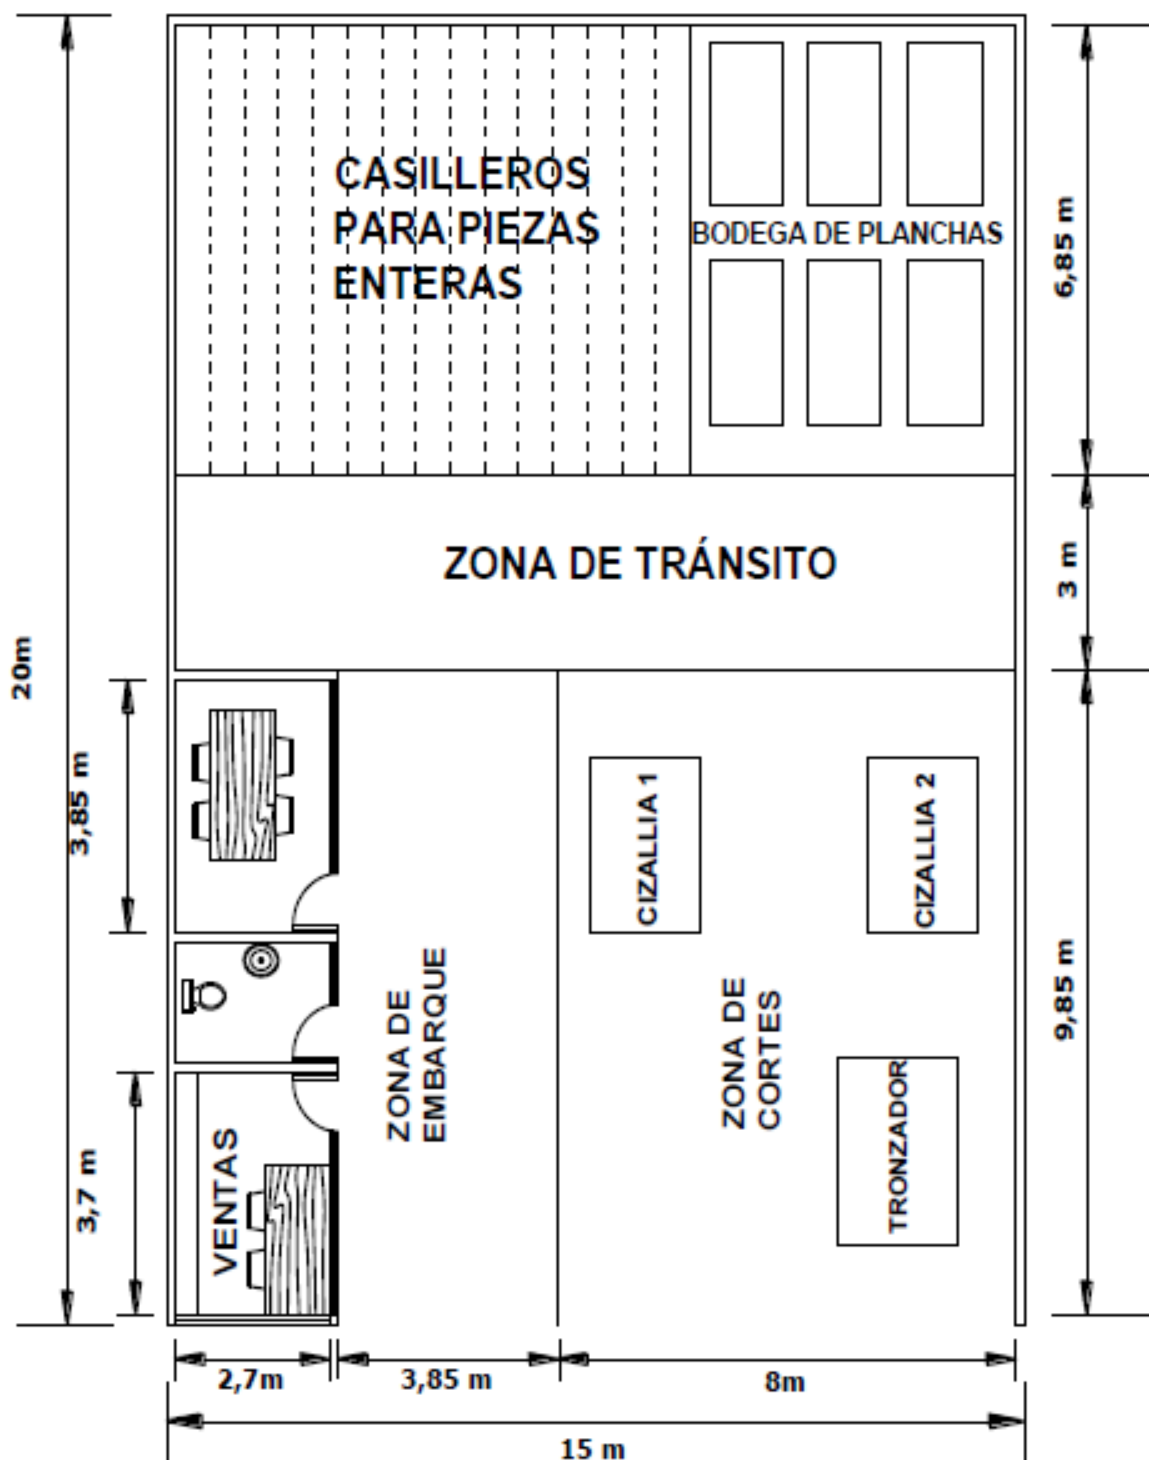 CASILLEROS
PARA PIEZAS
ENTERAS
BODEGA DE PLANCHAS
6,85 m
ZONA DE TRÁNSITO
3 m
20m
3,85 m
CIZALLIA 1
CIZALLIA 2
9,85 m
ZONA DE
EMBARQUE
ZONA DE
CORTES
TRONZADOR
3,7 m
VENTAS
2,7m
3,85 m
8m
15 m